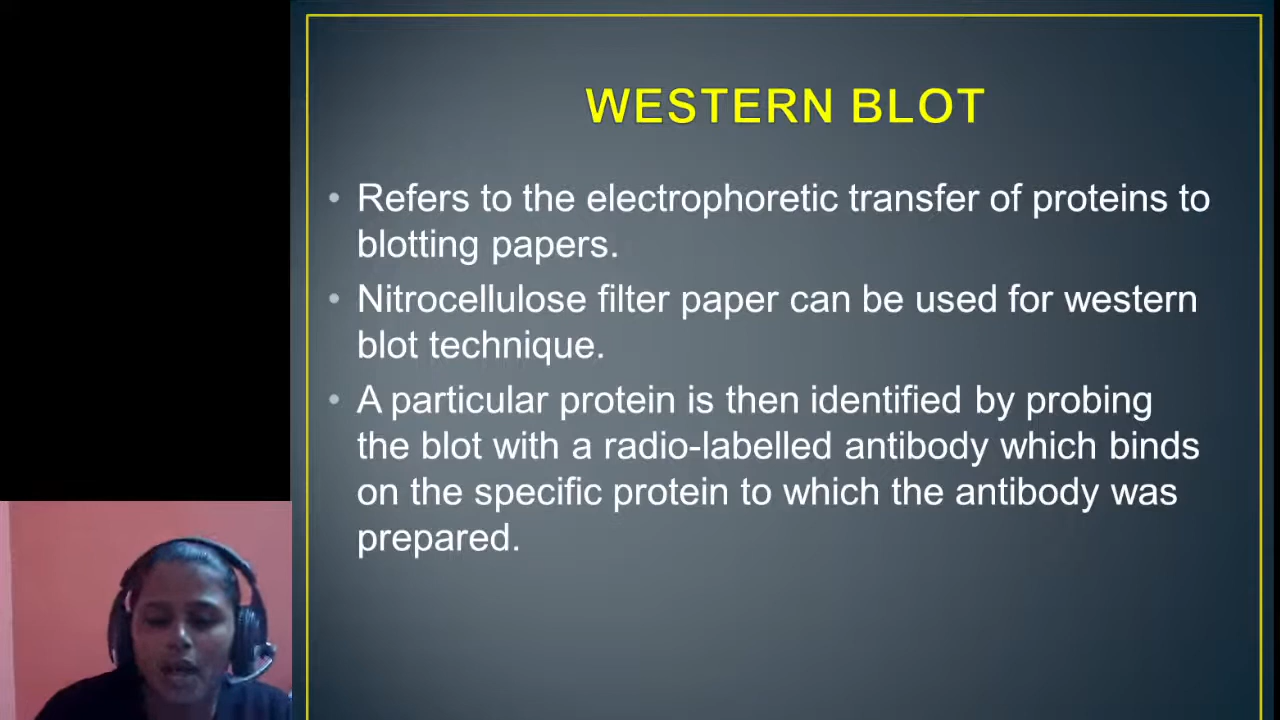 WESTERN BLOT
• Refers to the electrophoretic transfer of proteins to
blotting papers.
• Nitrocellulose filter paper can be used for western
blot technique.
• A particular protein is then identified by probing
the blot with a radio-labelled antibody which binds
on the specific protein to which the antibody was
prepared.